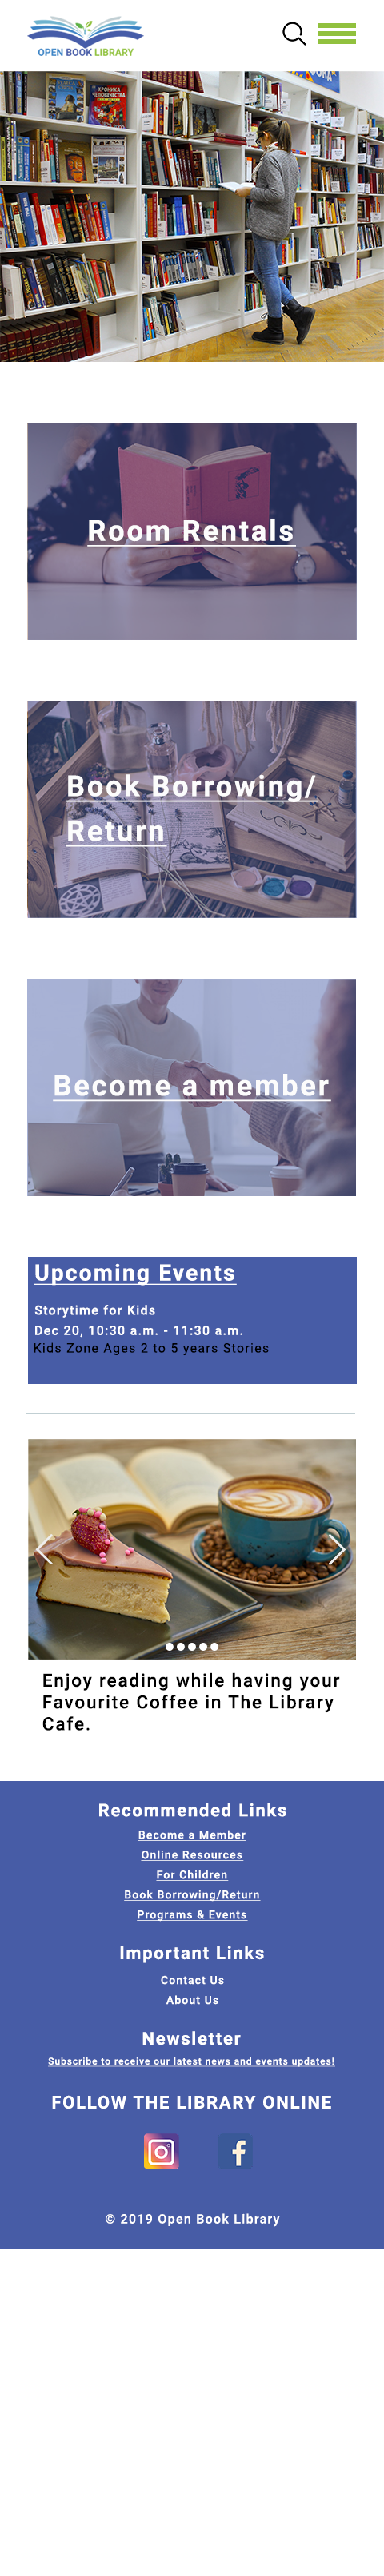 OPEN BOOK LIBRARY
ХРОНИКА
ЧЕЛОВЕЧЕСТВА
Room Rentals
Book Borrowing/
Return
Become a member
Upcoming Events
Storytime for Kids
Dec 20, 10:30 a.m. - 11:30 a.m.
Kids Zone Ages 2 to 5 years Stories
Enjoy reading while having your
Favourite Coffee in The Library
Cafe.
Recommended Links
Become a Member
Online Resources
For Children
Book Borrowing/Return
Programs & Events
Important Links
Contact Us
About Us
Newsletter
Subscribe to receive our latest news and events updates!
FOLLOW THE LIBRARY ONLINE
© 2019 Open Book Library